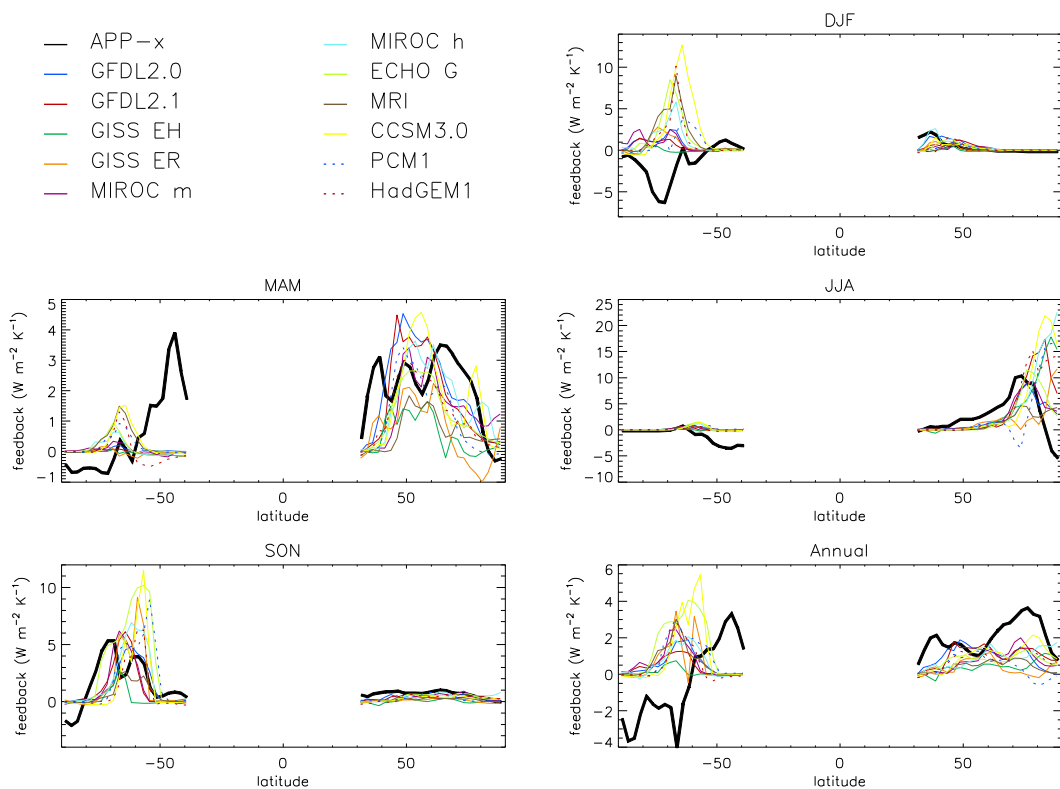 APP-x
GFDL2.0
GFDL2.1
GISS EH
GISS ER
MIROC m
MIROC h
ECHO G
MRI
CCSM3.0
PCM1
HadGEM1
DJF
feedback (W m⁻² K⁻¹)
10
5
0
−5
−50 0 50
latitude
MAM
feedback (W m⁻² K⁻¹)
5
4
3
2
1
0
−1
−50 0 50
latitude
JJA
feedback (W m⁻² K⁻¹)
25
20
15
10
5
0
−5
−10
−50 0 50
latitude
SON
feedback (W m⁻² K⁻¹)
10
5
0
−50 0 50
latitude
Annual
feedback (W m⁻² K⁻¹)
6
4
2
0
−2
−4
−50 0 50
latitude